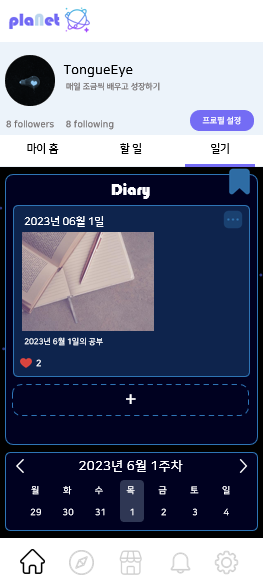 plaNet
TongueEye
매일 조금씩 배우고 성장하기
8 followers 8 following
프로필 설정
마이 홈 할 일 일기
Diary
2023년 06월 1일
2023년 6월 1일의 공부
2
+
2023년 6월 1주차
월 화 수 목 금 토 일
29 30 31 1 2 3 4